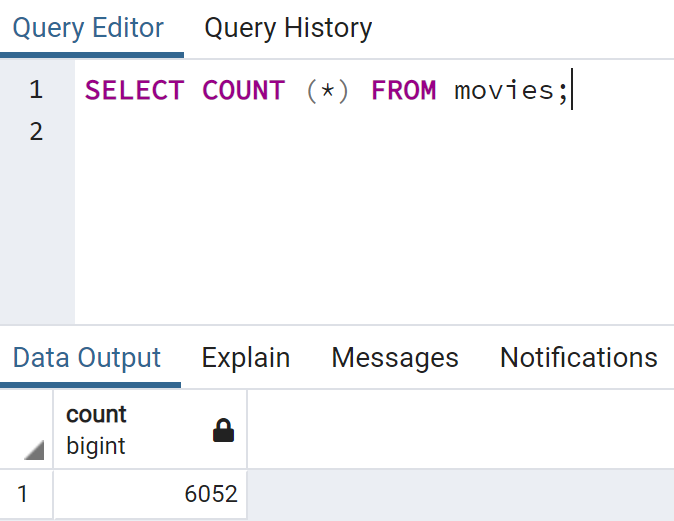 Query Editor Query History
1 SELECT COUNT (*) FROM movies;
2
Data Output Explain Messages Notifications
count
bigint
1 6052